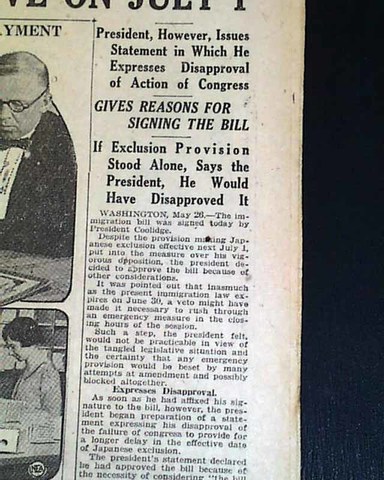 VE ON JULY 1
AYMENT
President, However, Issues
Statement in Which He
Expresses Disapproval
of Action of Congress
GIVES REASONS FOR
SIGNING THE BILL
If Exclusion Provision
Stood Alone, Says the
President, He Would
Have Disapproved It
WASHINGTON, May 26.—The im-
migration bill was signed today by
President Coolidge.
Despite the provision making Jap-
anese exclusion effective next July 1,
put into the measure over his vig-
orous opposition, the president de-
cided to approve the bill because of
other considerations.
It was pointed out that inasmuch
as the present immigration law ex-
pires on June 30, a veto might have
made it necessary to rush through
an emergency measure in the clos-
ing hours of the session.
Such a step, the president felt,
would not be practicable in view of
the tangled legislative situation and
the certainty that any emergency
provision would be beset by many
attempts at amendment and possibly
blocked altogether.
Expresses Disapproval.
As soon as he had affixed his sig-
nature to the bill, however, the pres-
ident began preparation of a state-
ment expressing his disapproval of
the failure of congress to provide for
a longer delay in the effective date
of Japanese exclusion.
The president's statement declared
he had approved the bill because of
the necessity of considering "the bill
NEA